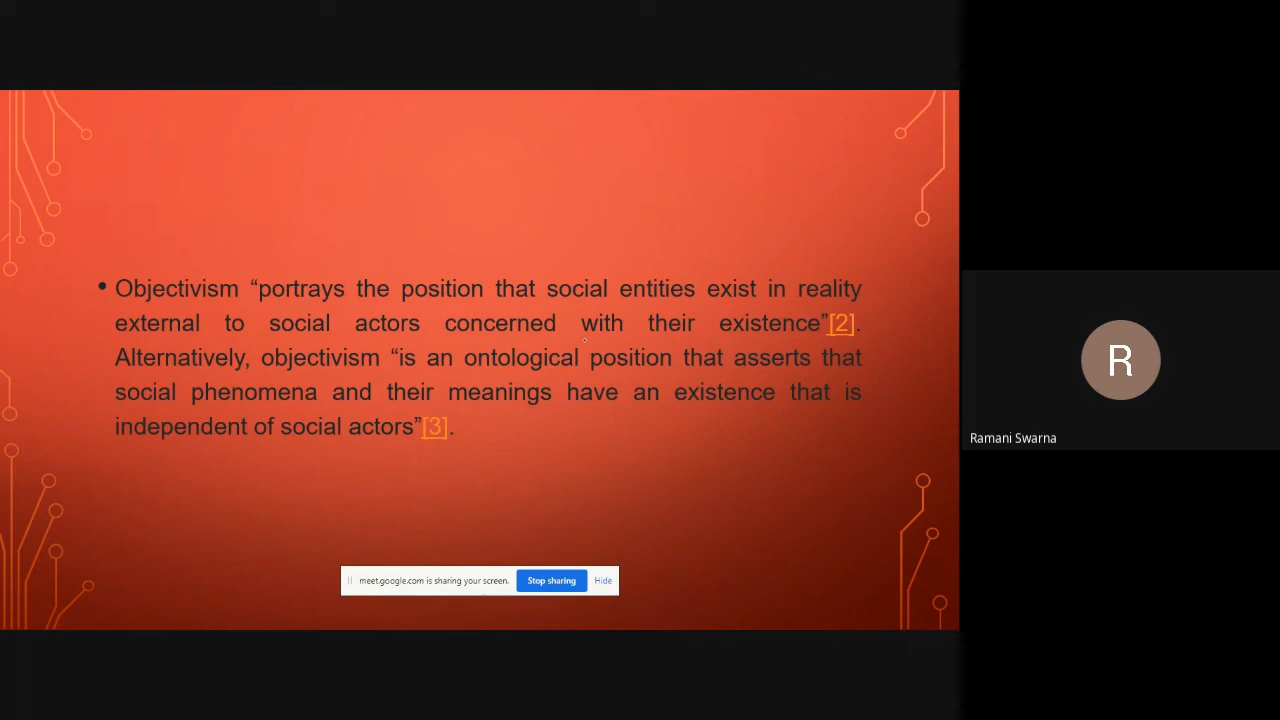 • Objectivism “portrays the position that social entities exist in reality
external to social actors concerned with their existence”[2].
Alternatively, objectivism “is an ontological position that asserts that
social phenomena and their meanings have an existence that is
independent of social actors”[3].
meet.google.com is sharing your screen. Stop sharing Hide
R
Ramani Swarna